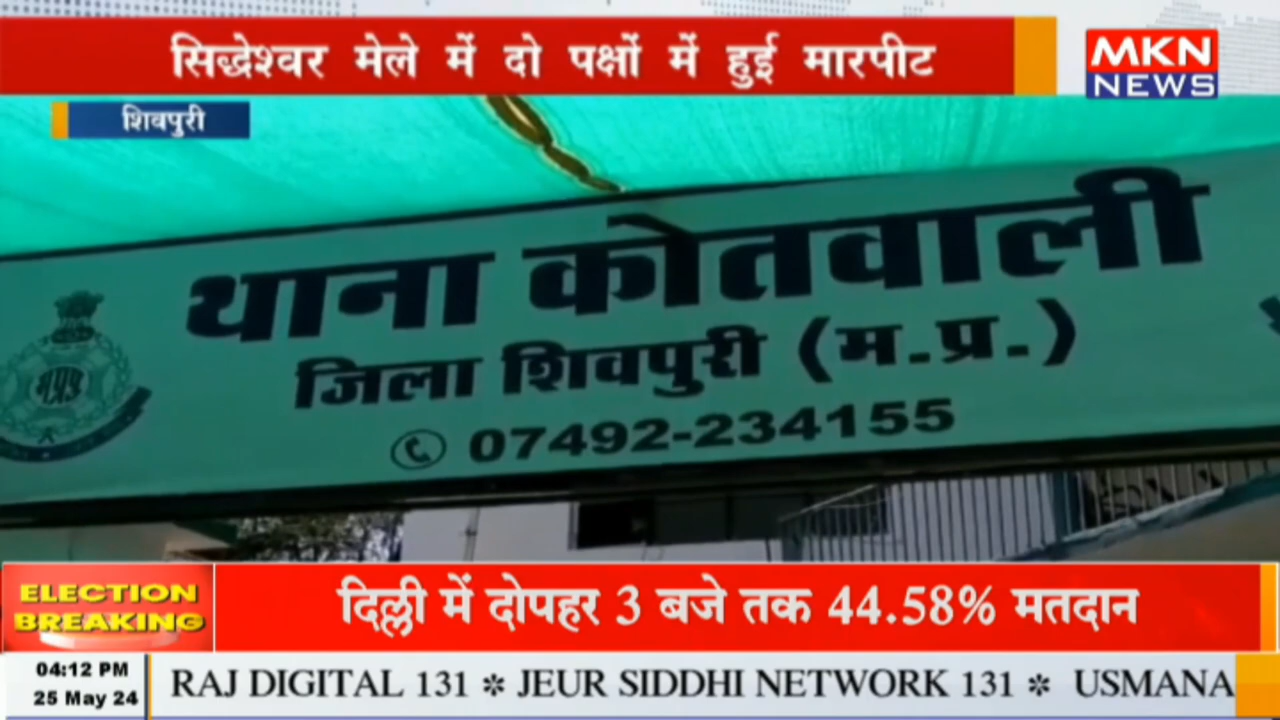 सिद्धेश्वर मेले में दो पक्षों में हुई मारपीट
MKN
NEWS
शिवपुरी
थाना कोतवाली
जिला शिवपुरी (म.प्र.)
07492-234155
ELECTION
BREAKING
दिल्ली में दोपहर 3 बजे तक 44.58% मतदान
04:12 PM
25 May 24
RAJ DIGITAL 131 ✻ JEUR SIDDHI NETWORK 131 ✻ USMANA